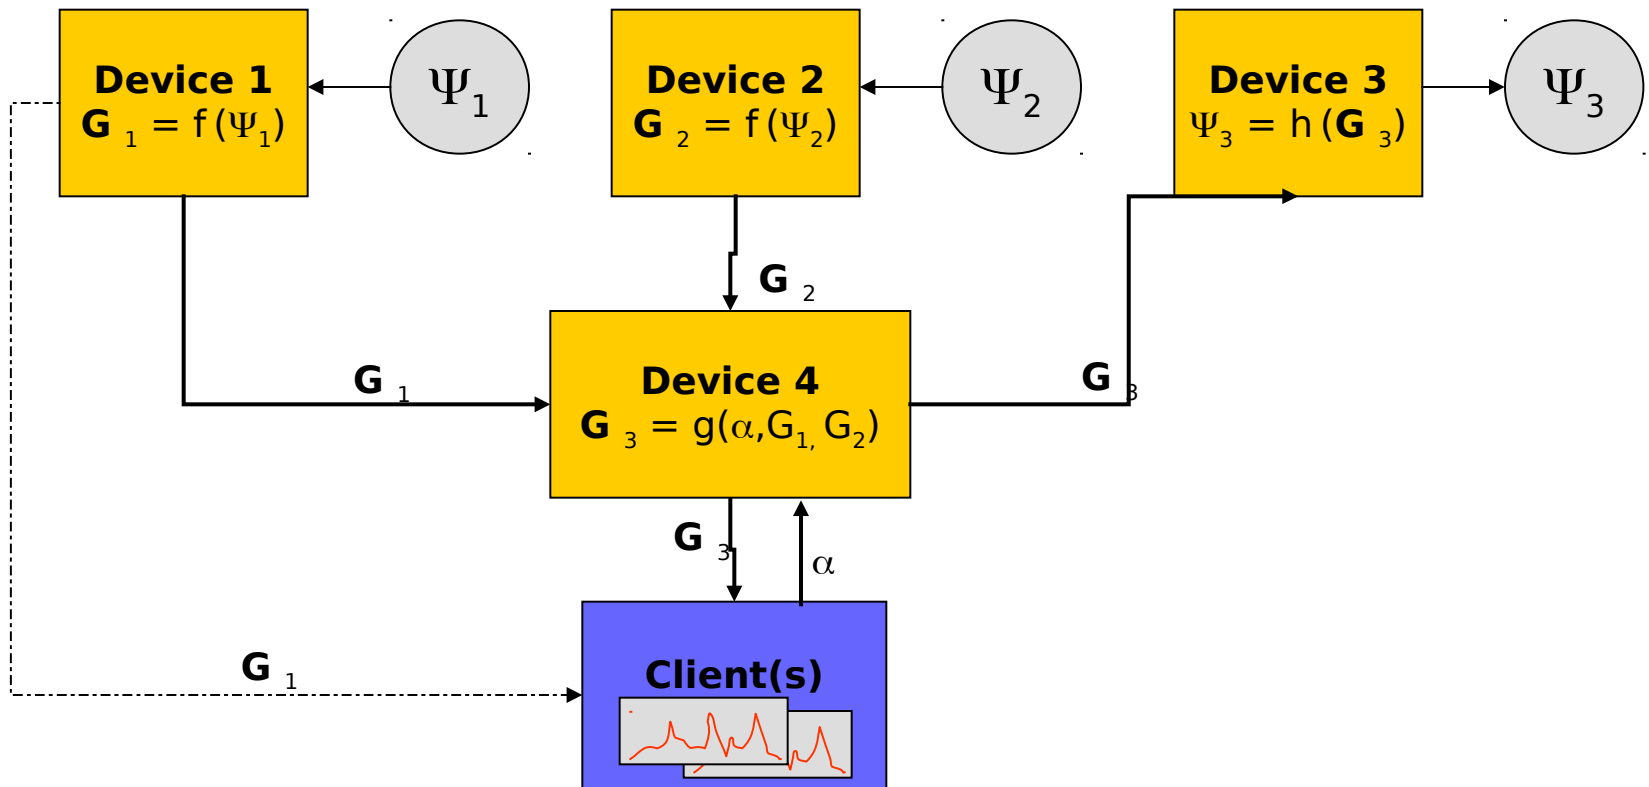 Device 1
G 1 = f (Ψ1)
Ψ1
Device 2
G 2 = f (Ψ2)
Ψ2
Device 3
Ψ3 = h (G 3)
Ψ3
G 2
G 1
Device 4
G 3 = g(α,G1, G2)
G 3
G 3
α
G 1
Client(s)